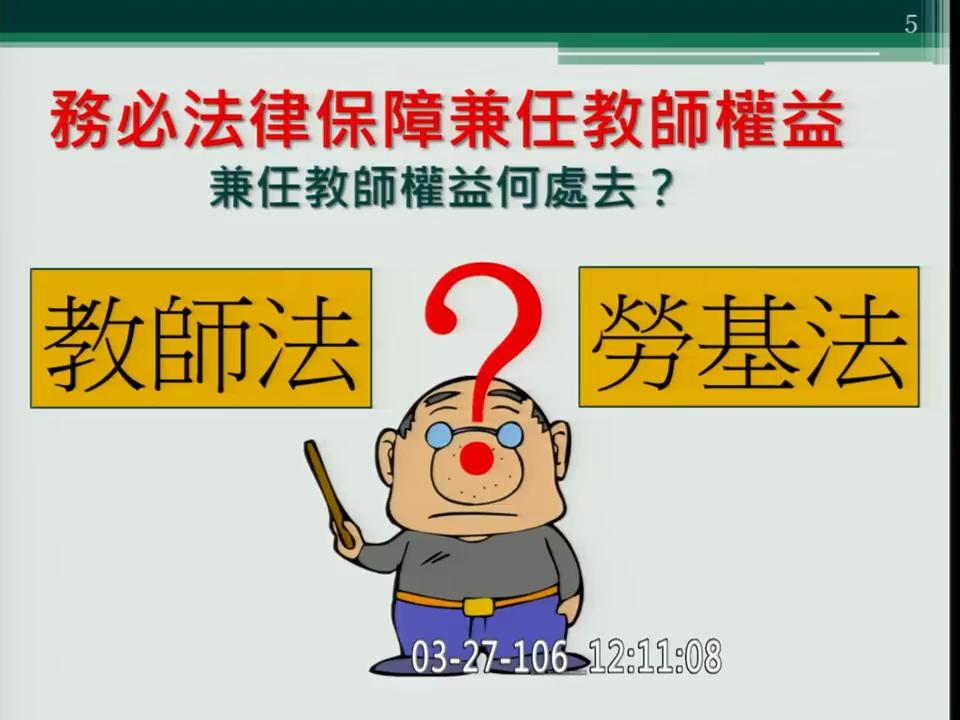 5
務必法律保障兼任教師權益
兼任教師權益何處去？
教師法
?
勞基法
03-27-106 12:11:08